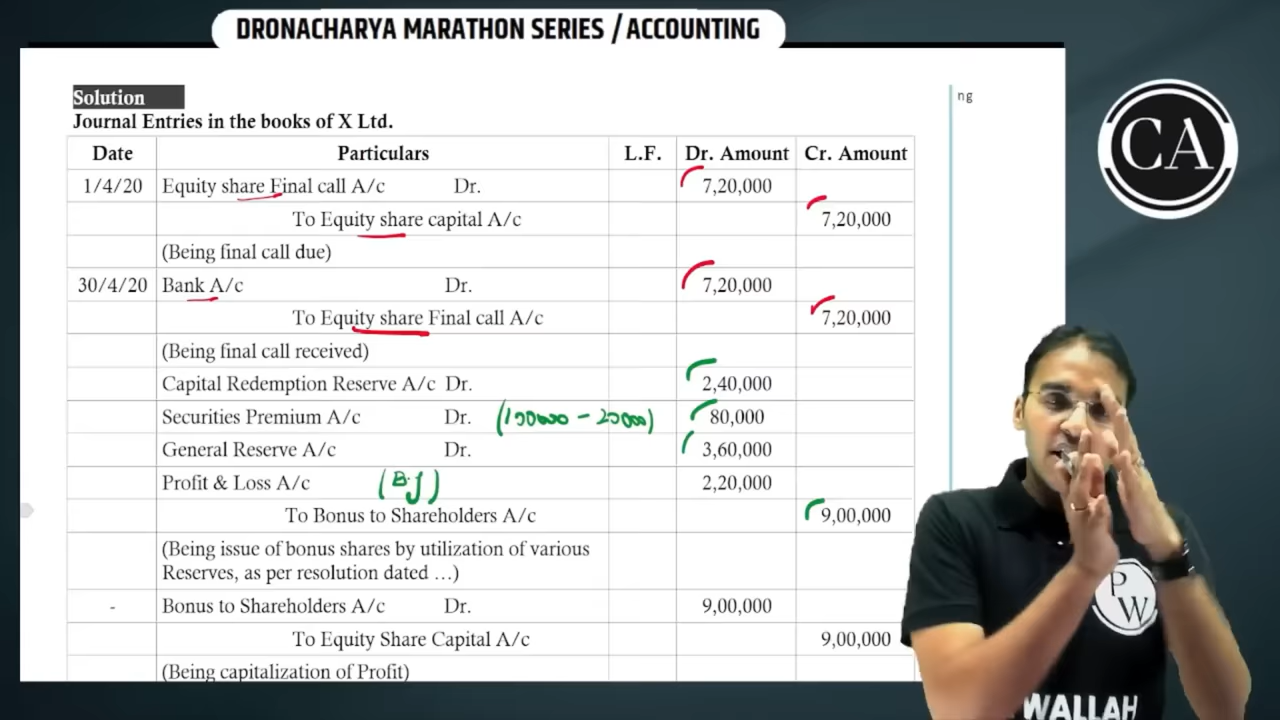 DRONACHARYA MARATHON SERIES / ACCOUNTING
ng
CA
Solution
Journal Entries in the books of X Ltd.
Date Particulars L.F. Dr. Amount Cr. Amount
1/4/20 Equity share Final call A/c Dr. 7,20,000
To Equity share capital A/c 7,20,000
(Being final call due)
30/4/20 Bank A/c Dr. 7,20,000
To Equity share Final call A/c 7,20,000
(Being final call received)
Capital Redemption Reserve A/c Dr. 2,40,000
Securities Premium A/c Dr. (100000 - 20000) 80,000
General Reserve A/c Dr. 3,60,000
Profit & Loss A/c 2,20,000
To Bonus to Shareholders A/c 9,00,000
(Being issue of bonus shares by utilization of various
Reserves, as per resolution dated …)
- Bonus to Shareholders A/c Dr. 9,00,000
To Equity Share Capital A/c 9,00,000
(Being capitalization of Profit)
P
W
WALLAH